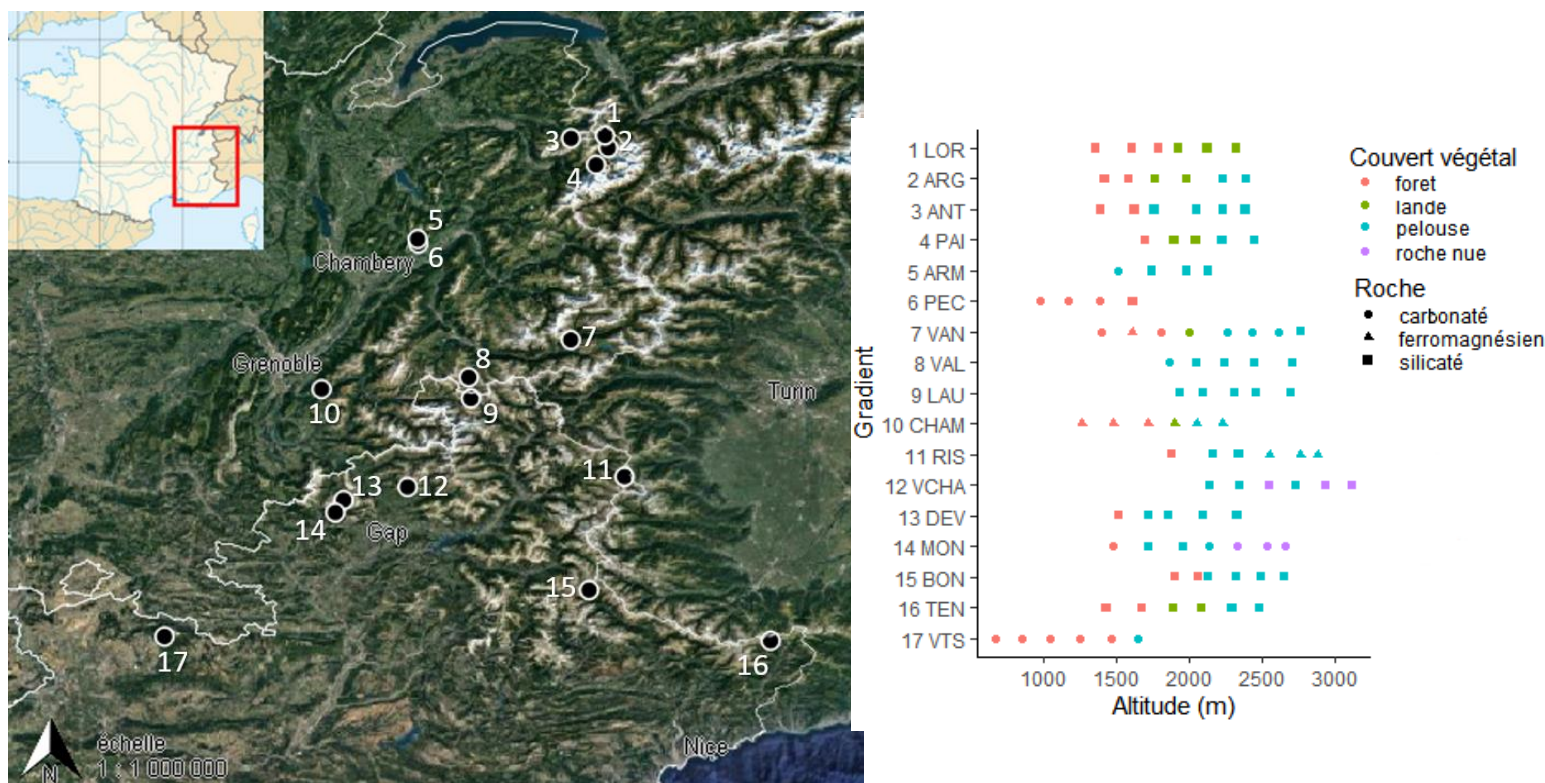 1
3
2
4
5
6
Chambery
7
8
Grenoble
9
10
Turin
11
12
13
14
Gap
15
16
17
Nice
échelle
1 : 1 000 000
N
Gradient
1 LOR
2 ARG
3 ANT
4 PAI
5 ARM
6 PEC
7 VAN
8 VAL
9 LAU
10 CHAM
11 RIS
12 VCHA
13 DEV
14 MON
15 BON
16 TEN
17 VTS
1000 1500 2000 2500 3000
Altitude (m)
Couvert végétal
foret
lande
pelouse
roche nue
Roche
carbonaté
ferromagnésien
silicaté